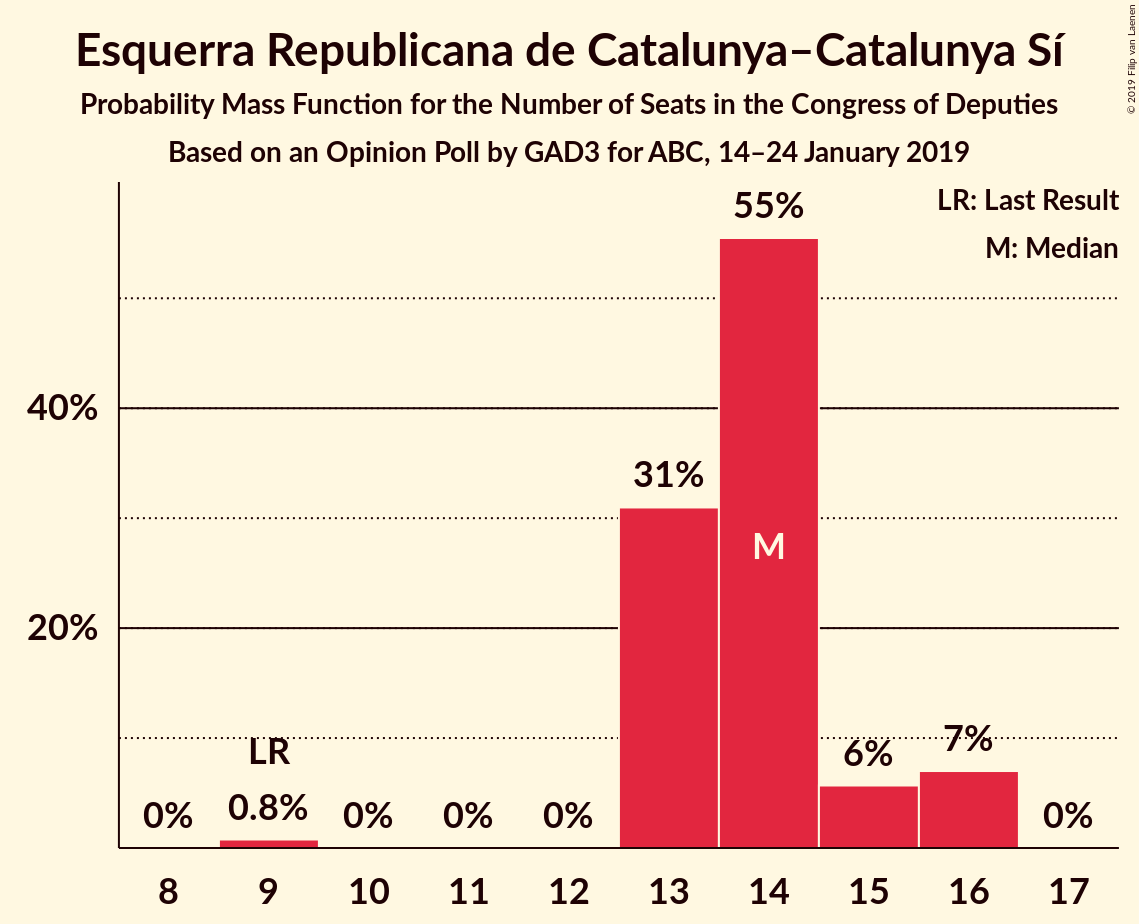 Esquerra Republicana de Catalunya–Catalunya Sí
Probability Mass Function for the Number of Seats in the Congress of Deputies
Based on an Opinion Poll by GAD3 for ABC, 14–24 January 2019
© 2019 Filip van Laenen
LR: Last Result
M: Median
55%
40%
31%
M
20%
LR
7%
6%
0%
0.8%
0%
0%
0%
0%
8
9
10
11
12
13
14
15
16
17